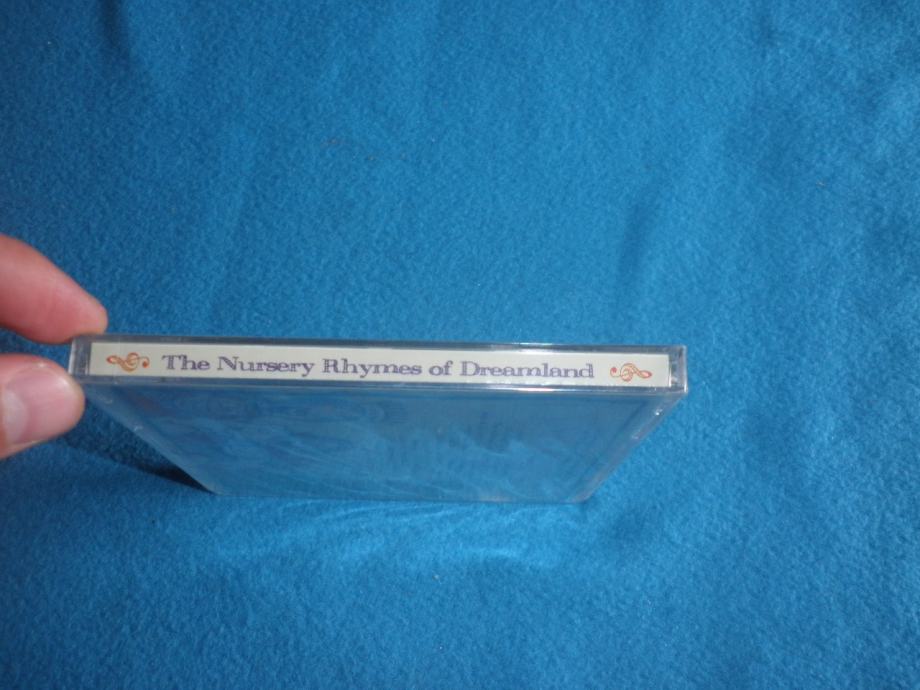 The Nursery Rhymes of Dreamland